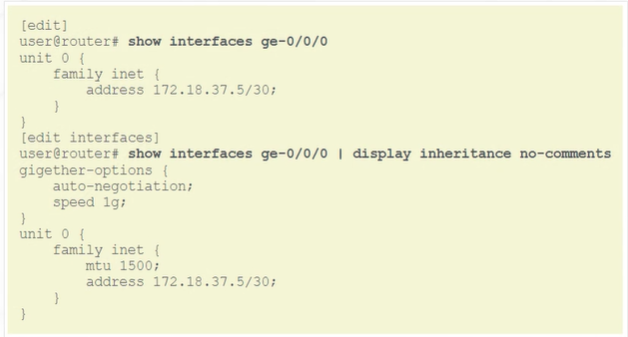 [edit]
user@router# show interfaces ge-0/0/0
unit 0 {
    family inet {
        address 172.18.37.5/30;
    }
}
[edit interfaces]
user@router# show interfaces ge-0/0/0 | display inheritance no-comments
gigether-options {
    auto-negotiation;
    speed 1g;
}
unit 0 {
    family inet {
        mtu 1500;
        address 172.18.37.5/30;
    }
}